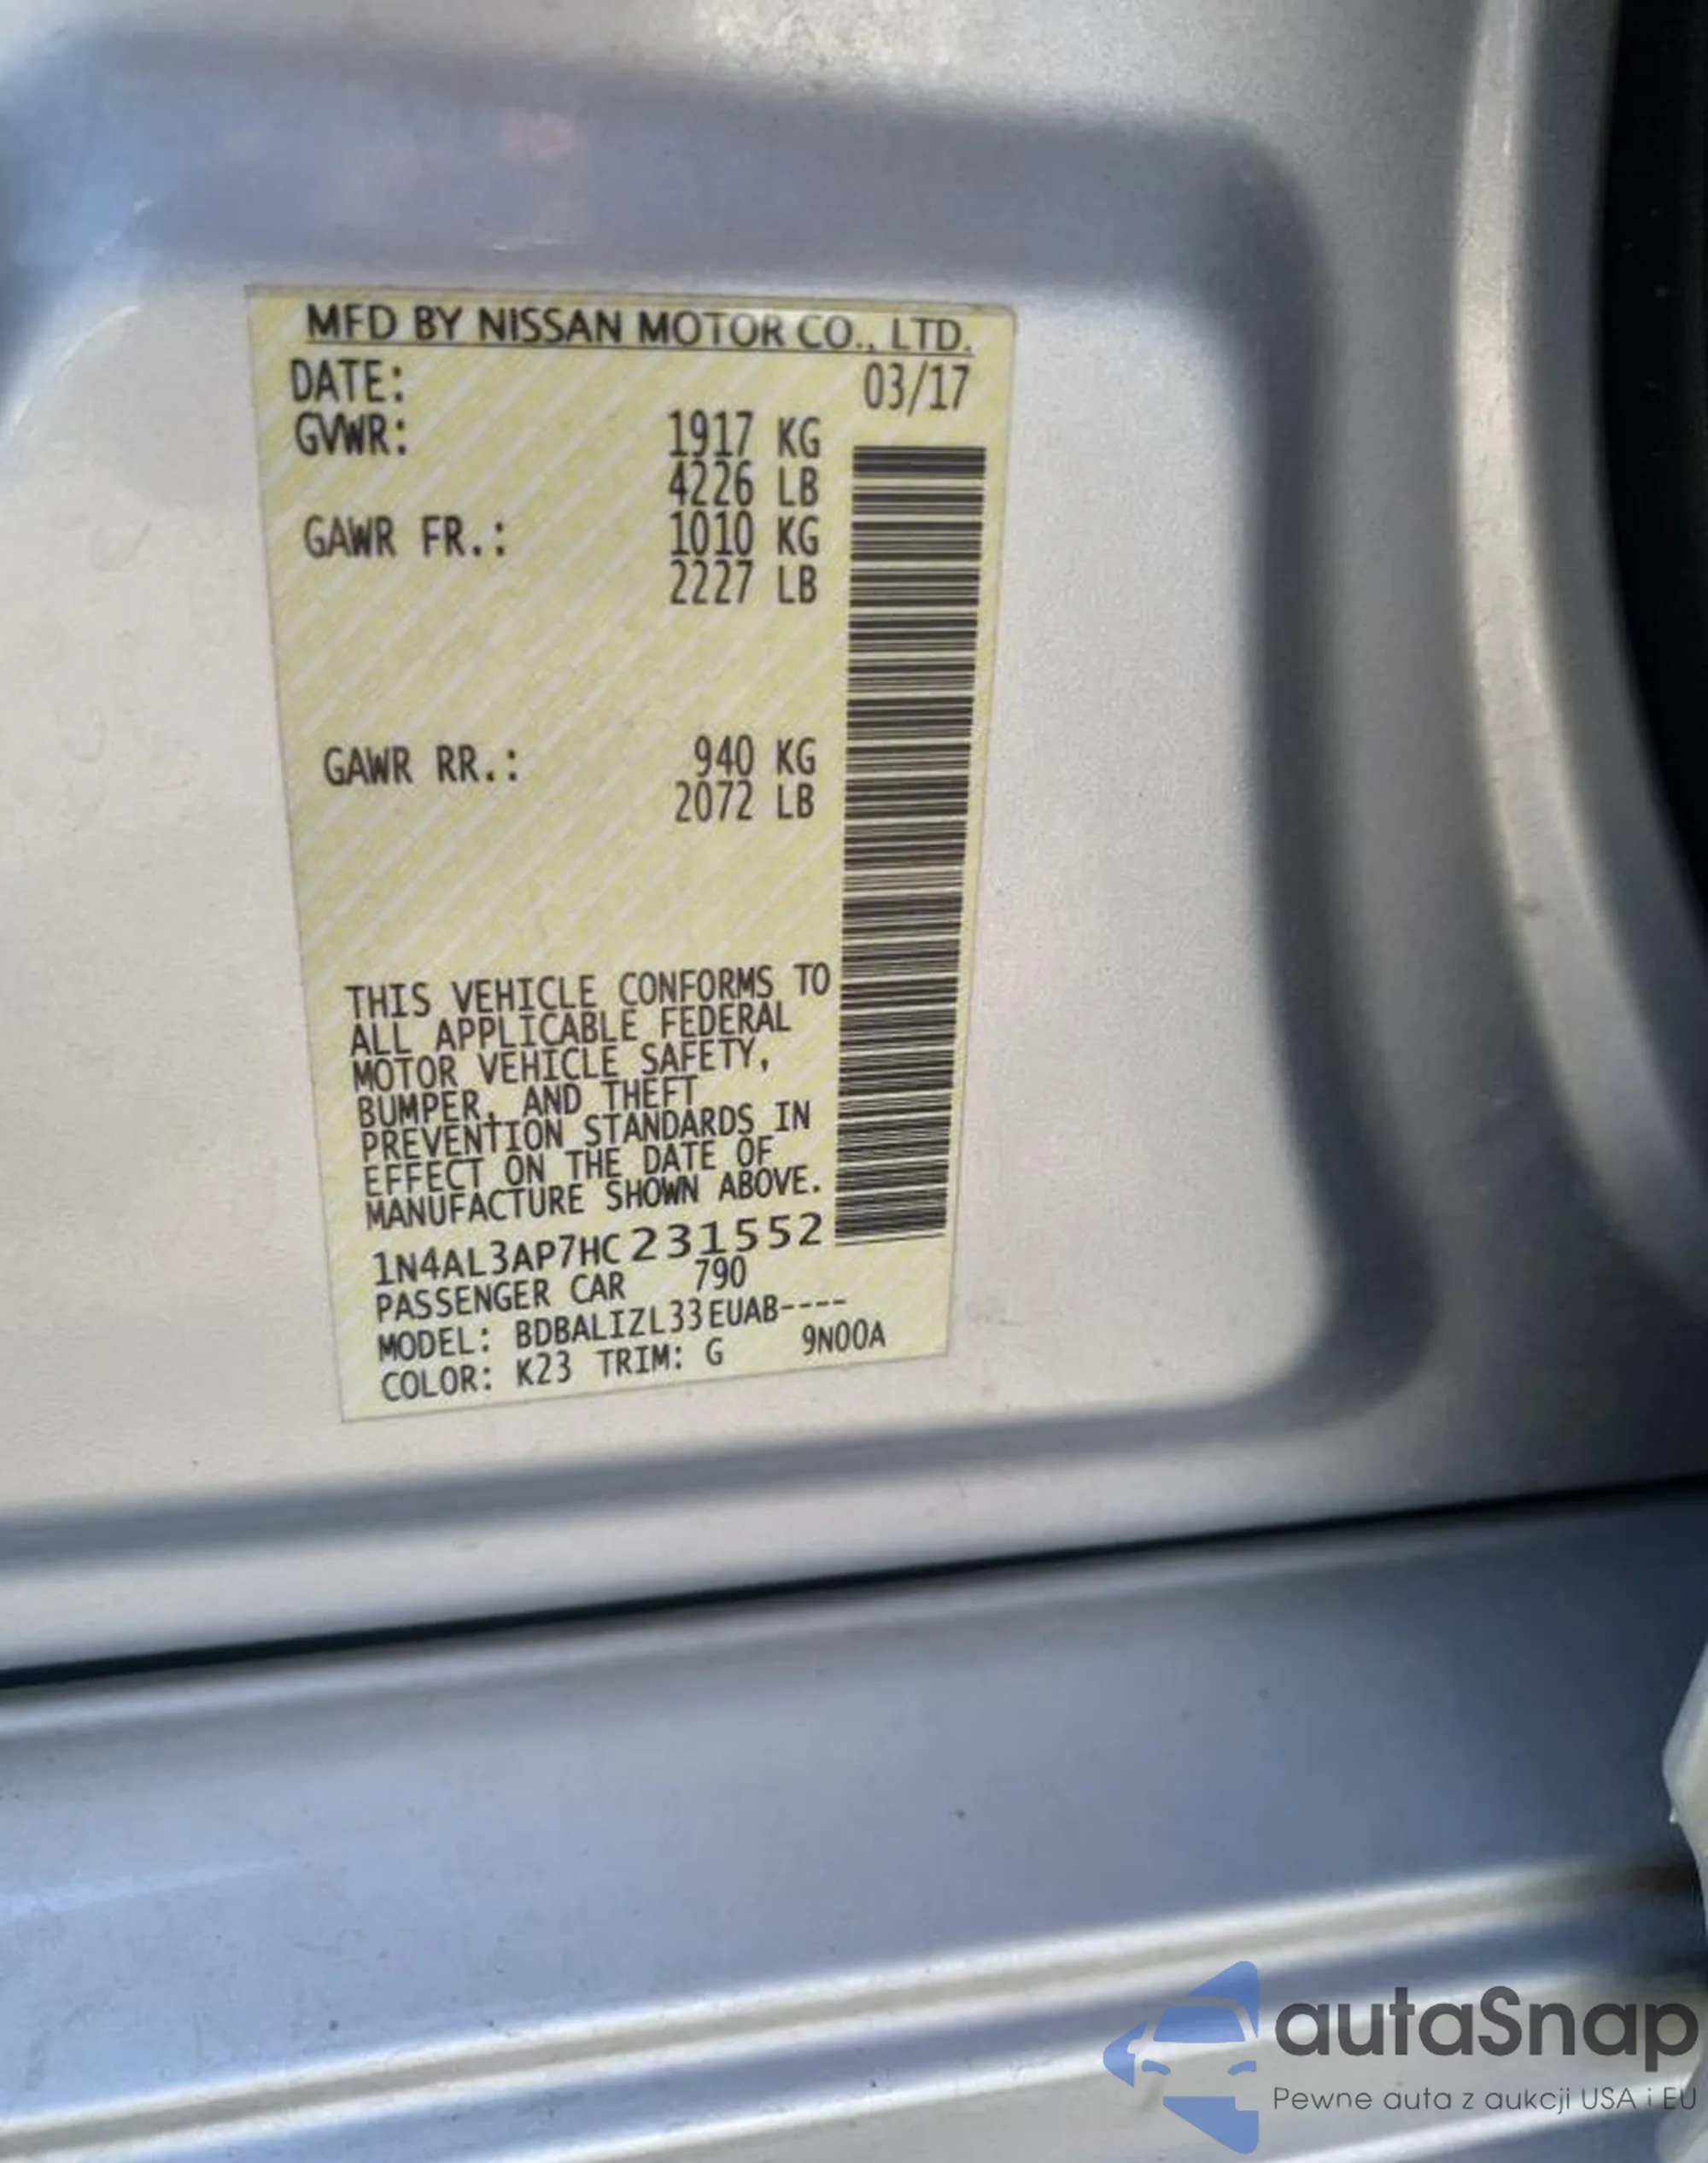 MFD BY NISSAN MOTOR CO., LTD.
DATE: 03/17
GVWR: 1917 KG
4226 LB
GAWR FR.: 1010 KG
2227 LB
GAWR RR.: 940 KG
2072 LB
THIS VEHICLE CONFORMS TO
ALL APPLICABLE FEDERAL
MOTOR VEHICLE SAFETY,
BUMPER, AND THEFT
PREVENTION STANDARDS IN
EFFECT ON THE DATE OF
MANUFACTURE SHOWN ABOVE.
1N4AL3AP7HC231552
PASSENGER CAR 790
MODEL: BDBALIZL33EUAB----
COLOR: K23 TRIM: G 9N00A
autaSnap
Pewne auta z aukcji USA i EU